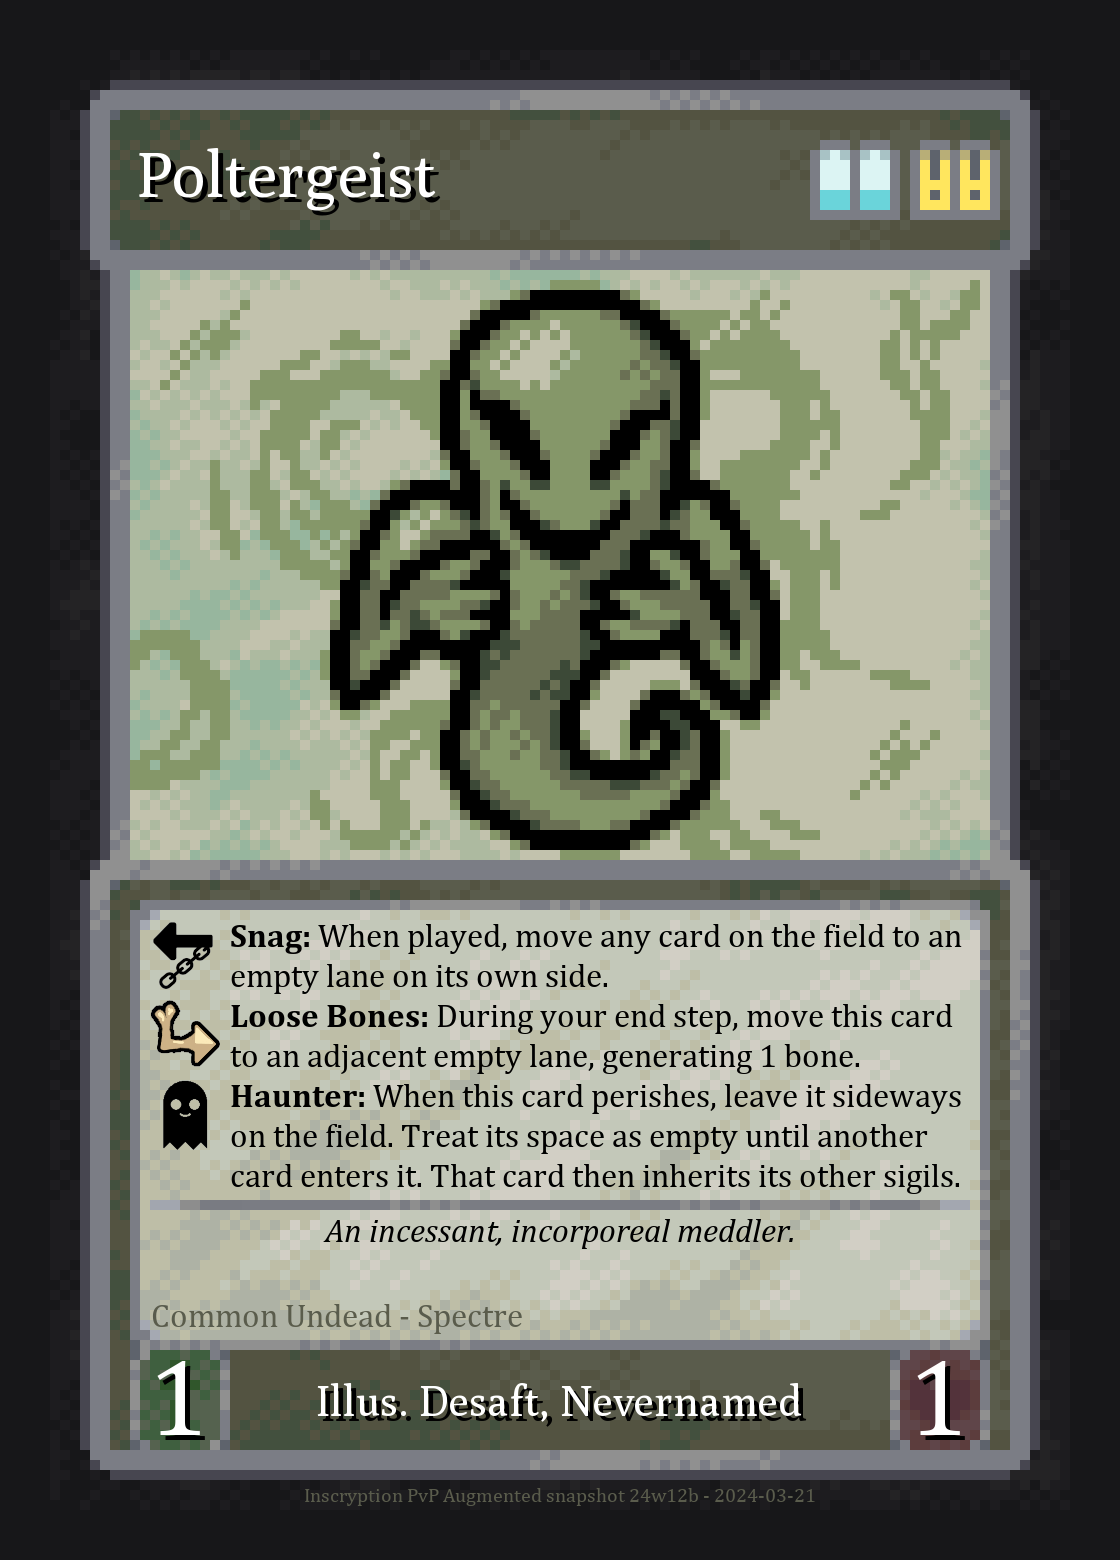 Poltergeist
Snag: When played, move any card on the field to an
empty lane on its own side.
Loose Bones: During your end step, move this card
to an adjacent empty lane, generating 1 bone.
Haunter: When this card perishes, leave it sideways
on the field. Treat its space as empty until another
card enters it. That card then inherits its other sigils.
An incessant, incorporeal meddler.
Common Undead - Spectre
1 Illus. Desaft, Nevernamed 1
Inscryption PvP Augmented snapshot 24w12b - 2024-03-21